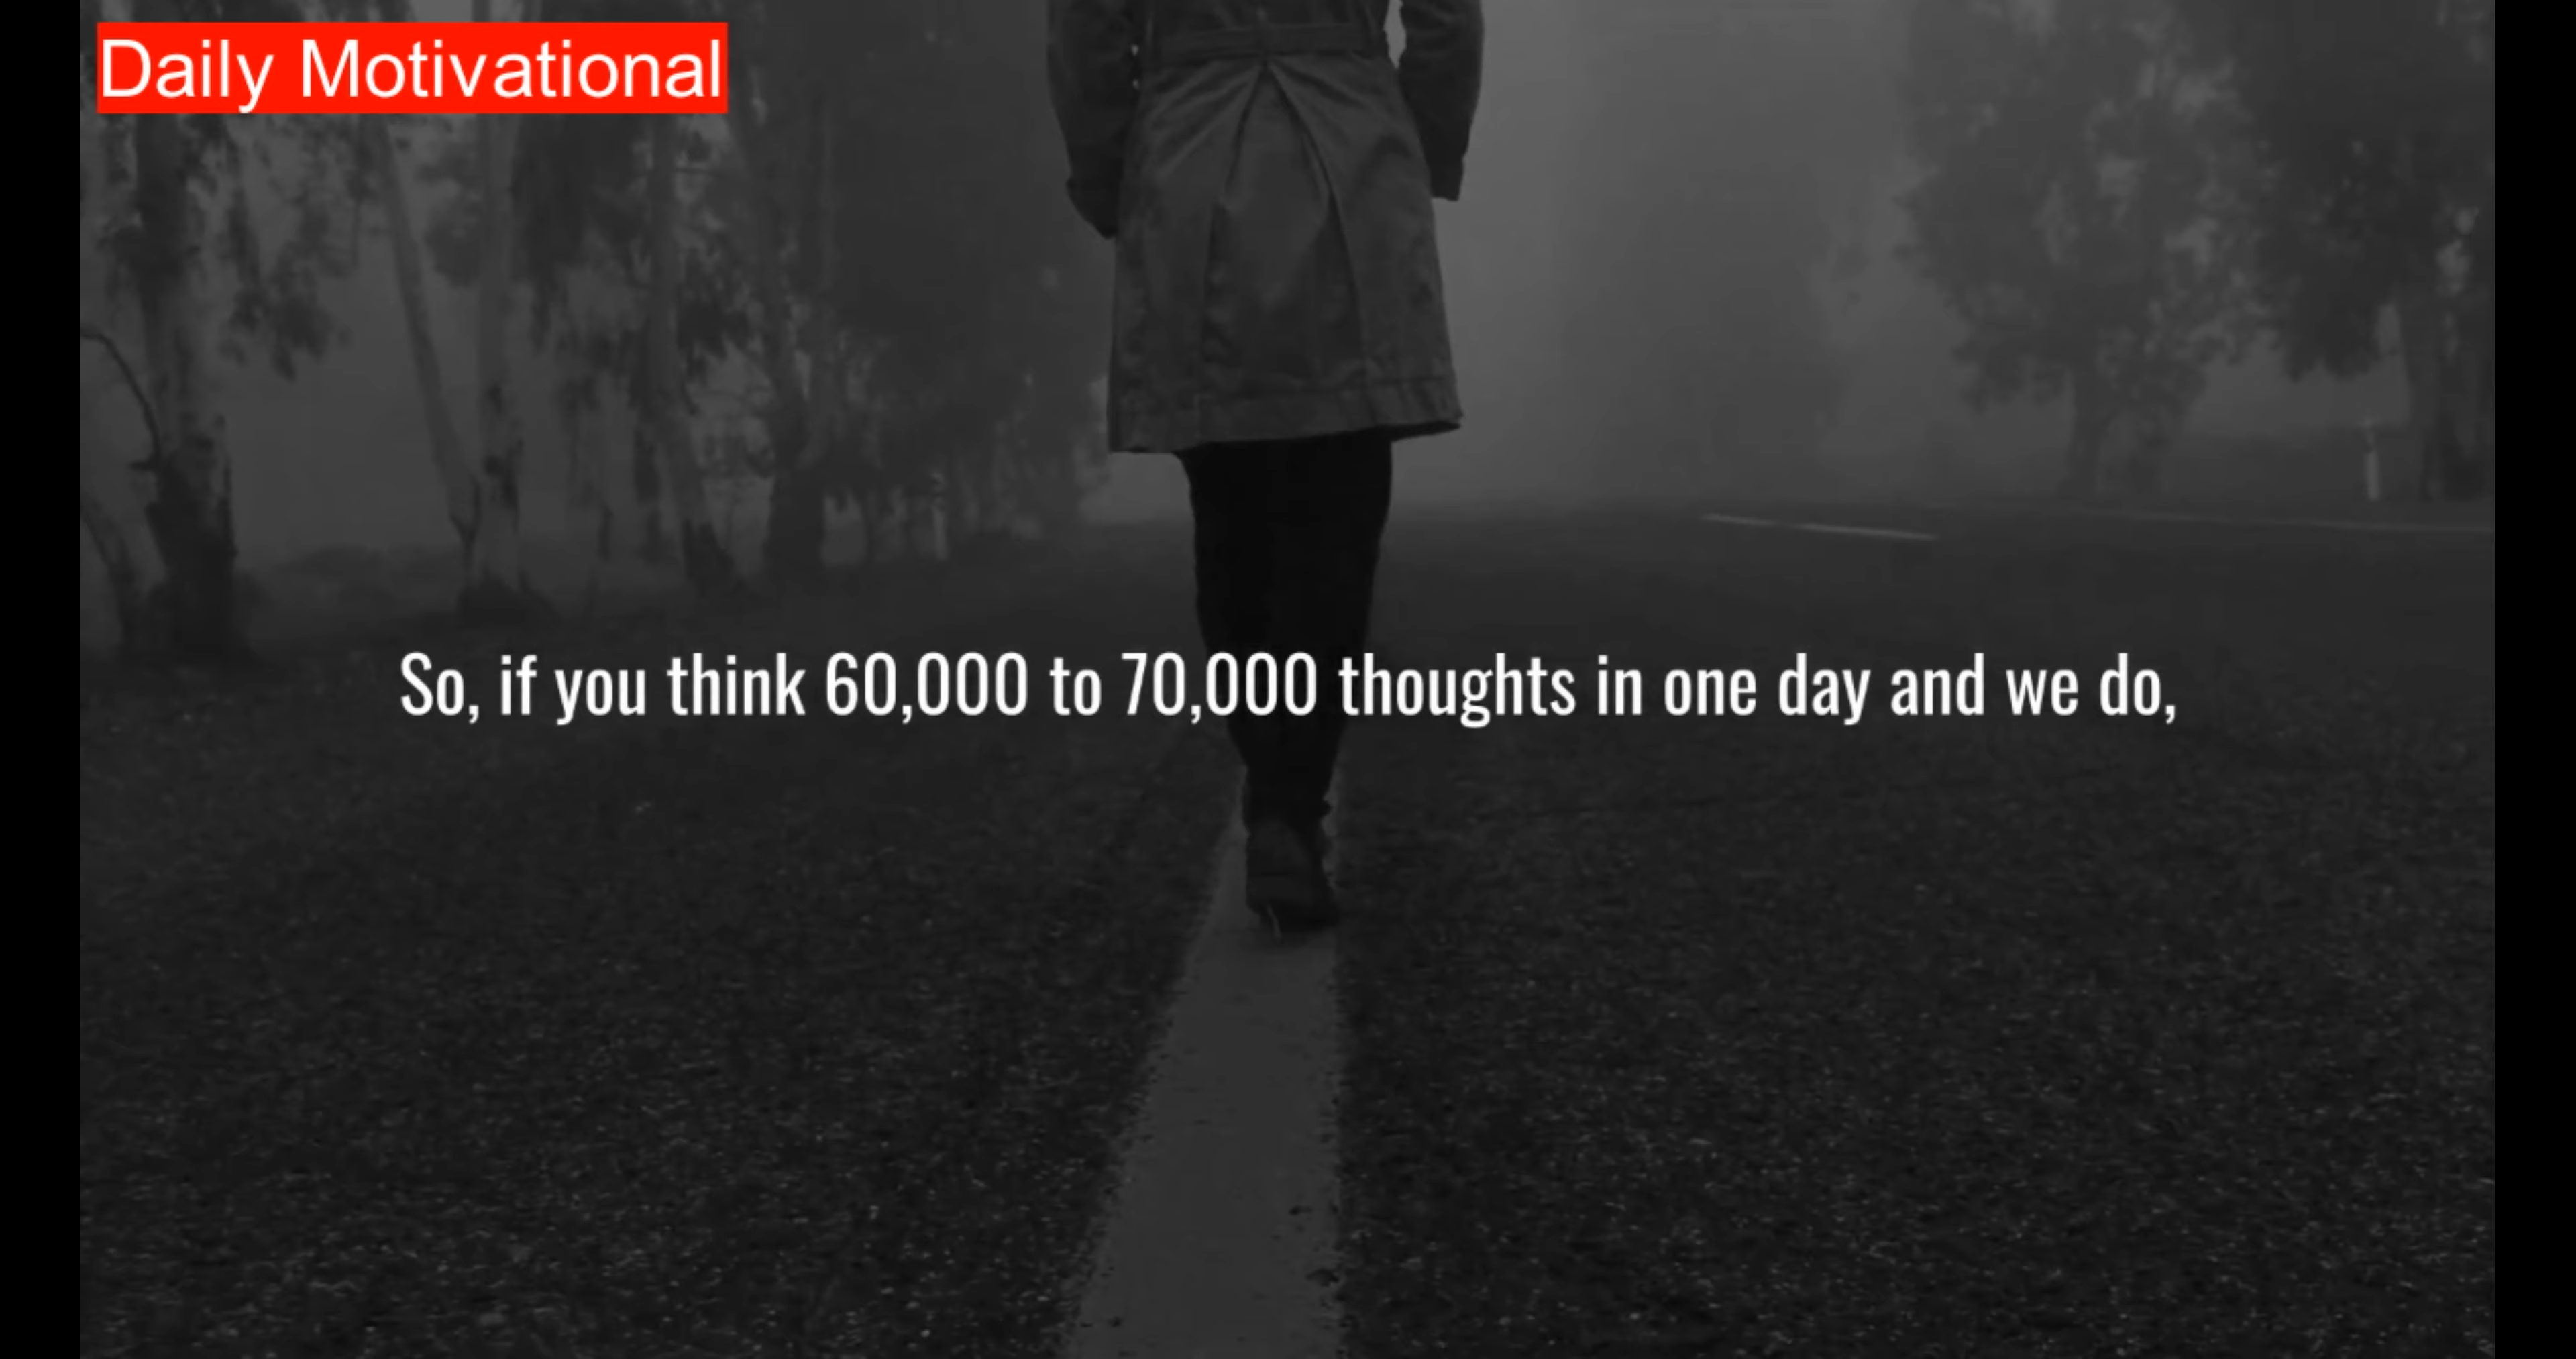 Daily Motivational
So, if you think 60,000 to 70,000 thoughts in one day and we do,